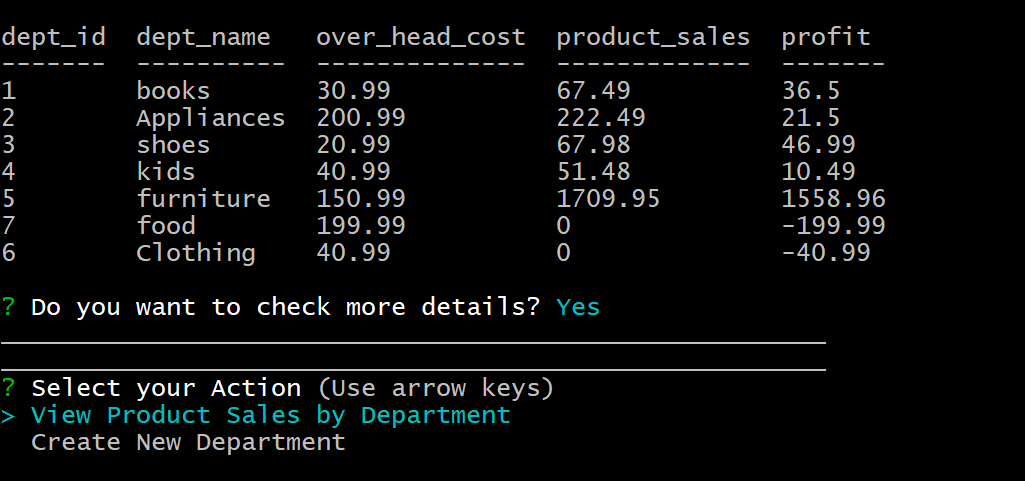 dept_id  dept_name   over_head_cost  product_sales  profit
-------  ----------  --------------  -------------  -------
1        books       30.99           67.49          36.5
2        Appliances  200.99          222.49         21.5
3        shoes       20.99           67.98          46.99
4        kids        40.99           51.48          10.49
5        furniture   150.99          1709.95        1558.96
7        food        199.99          0              -199.99
6        Clothing    40.99           0              -40.99
? Do you want to check more details? Yes
_______________________________________________________
_______________________________________________________
? Select your Action (Use arrow keys)
> View Product Sales by Department
  Create New Department